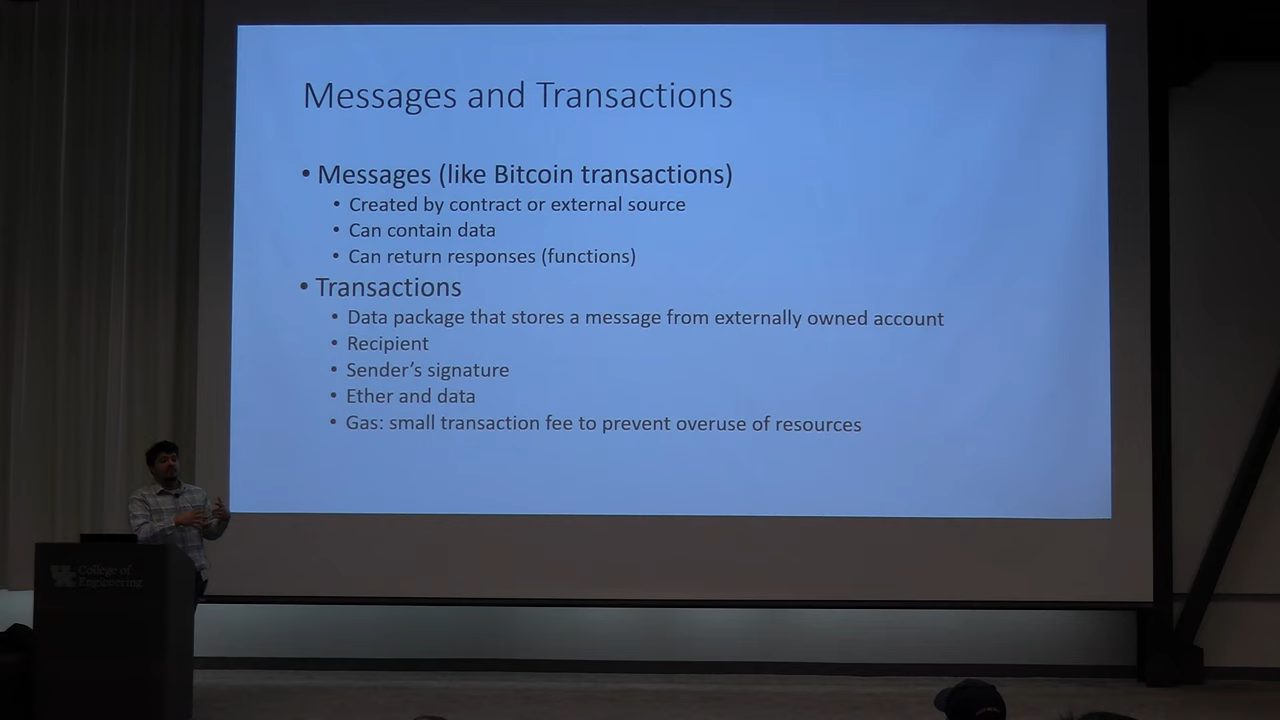 Messages and Transactions
• Messages (like Bitcoin transactions)
• Created by contract or external source
• Can contain data
• Can return responses (functions)
• Transactions
• Data package that stores a message from externally owned account
• Recipient
• Sender's signature
• Ether and data
• Gas: small transaction fee to prevent overuse of resources
College of
Engineering